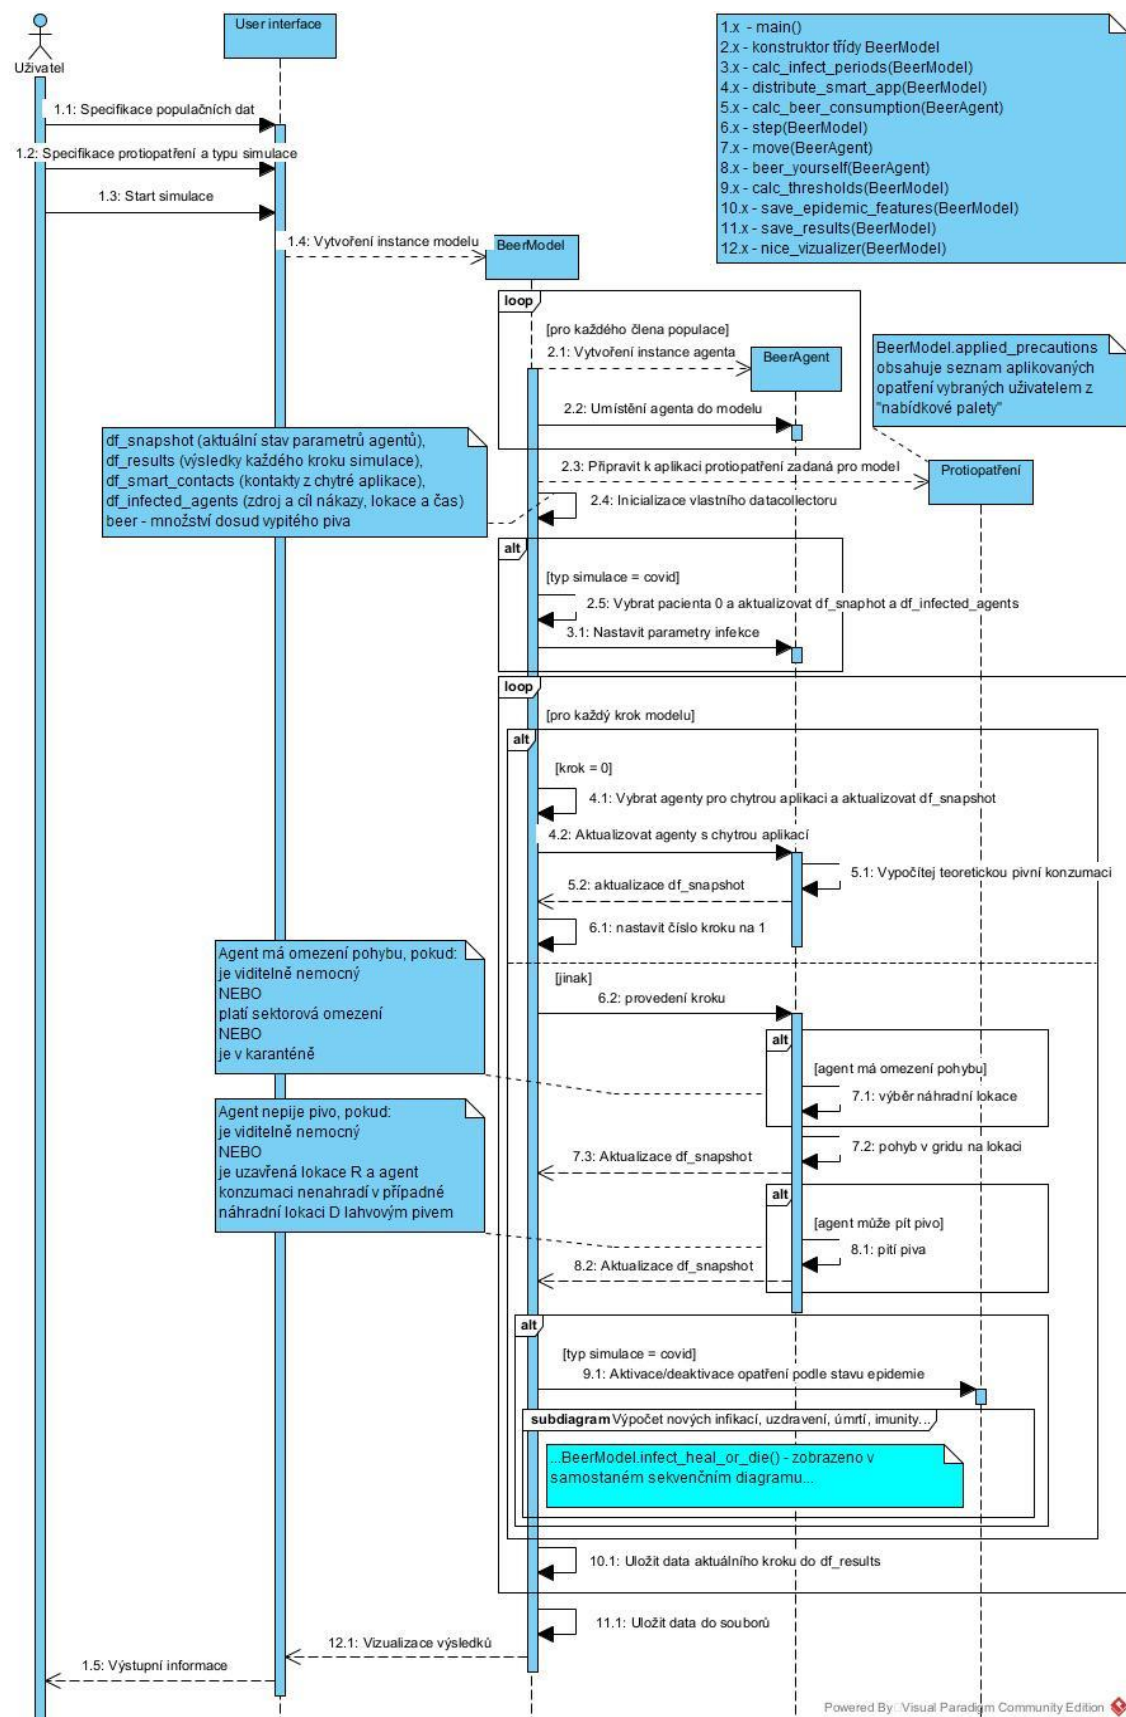 User interface
1.x - main()
2.x - konstruktor třídy BeerModel
3.x - calc_infect_periods(BeerModel)
4.x - distribute_smart_app(BeerModel)
5.x - calc_beer_consumption(BeerAgent)
6.x - step(BeerModel)
7.x - move(BeerAgent)
8.x - beer_yourself(BeerAgent)
9.x - calc_thresholds(BeerModel)
10.x - save_epidemic_features(BeerModel)
11.x - save_results(BeerModel)
12.x - nice_vizualizer(BeerModel)
Uživatel
1.1: Specifikace populačních dat
1.2: Specifikace protiopatření a typu simulace
1.3: Start simulace
1.4: Vytvoření instance modelu
BeerModel
loop
[pro každého člena populace]
2.1: Vytvoření instance agenta
BeerAgent
BeerModel.applied_precautions
obsahuje seznam aplikovaných
opatření vybraných uživatelem z
"nabídkové palety"
2.2: Umístění agenta do modelu
df_snapshot (aktuální stav parametrů agentů),
df_results (výsledky každého kroku simulace),
df_smart_contacts (kontakty z chytré aplikace),
df_infected_agents (zdroj a cíl nákazy, lokace a čas)
beer - množství dosud vypitého piva
2.3: Připravit k aplikaci protiopatření zadaná pro model
Protiopatření
2.4: Inicializace vlastního datacollectoru
alt
[typ simulace = covid]
2.5: Vybrat pacienta 0 a aktualizovat df_snaphot a df_infected_agents
3.1: Nastavit parametry infekce
loop
[pro každý krok modelu]
alt
[krok = 0]
4.1: Vybrat agenty pro chytrou aplikaci a aktualizovat df_snapshot
4.2: Aktualizovat agenty s chytrou aplikací
5.1: Vypočítej teoretickou pivní konzumaci
5.2: aktualizace df_snapshot
6.1: nastavit číslo kroku na 1
Agent má omezení pohybu, pokud:
je viditelně nemocný
NEBO
platí sektorová omezení
NEBO
je v karanténě
[jinak]
6.2: provedení kroku
alt
[agent má omezení pohybu]
7.1: výběr náhradní lokace
Agent nepije pivo, pokud:
je viditelně nemocný
NEBO
je uzavřená lokace R a agent
konzumaci nenahradí v případné
náhradní lokaci D lahvovým pivem
7.2: pohyb v gridu na lokaci
7.3: Aktualizace df_snapshot
alt
[agent může pít pivo]
8.1: pití piva
8.2: Aktualizace df_snapshot
alt
[typ simulace = covid]
9.1: Aktivace/deaktivace opatření podle stavu epidemie
subdiagram Výpočet nových infikací, uzdravení, úmrtí, imunity...
...BeerModel.infect_heal_or_die() - zobrazeno v
samostaném sekvenčním diagramu...
10.1: Uložit data aktuálního kroku do df_results
11.1: Uložit data do souborů
12.1: Vizualizace výsledků
1.5: Výstupní informace
Powered By Visual Paradigm Community Edition